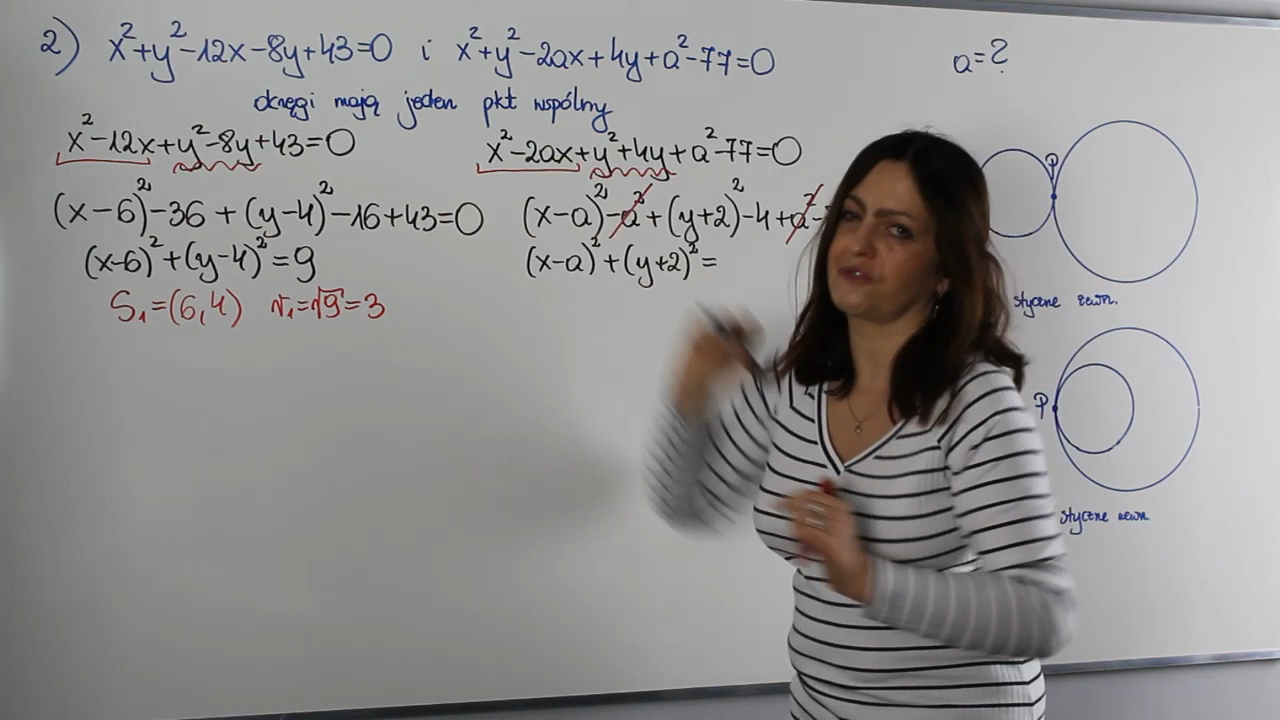 2) x²+y²-12x-8y+43=0 i x²+y²-2ax+4y+a²-77=0 a=?
okręgi mają jeden pkt wspólny
x²-12x+y²-8y+43=0 x²-2ax+y²+4y+a²-77=0
(x-6)²-36+(y-4)²-16+43=0 (x-a)²-a²+(y+2)²-4+a²-
(x-6)²+(y-4)²=9 (x-a)²+(y+2)²=
S₁=(6,4) r₁=√9=3
P
styczne zewn.
P
styczne wewn.